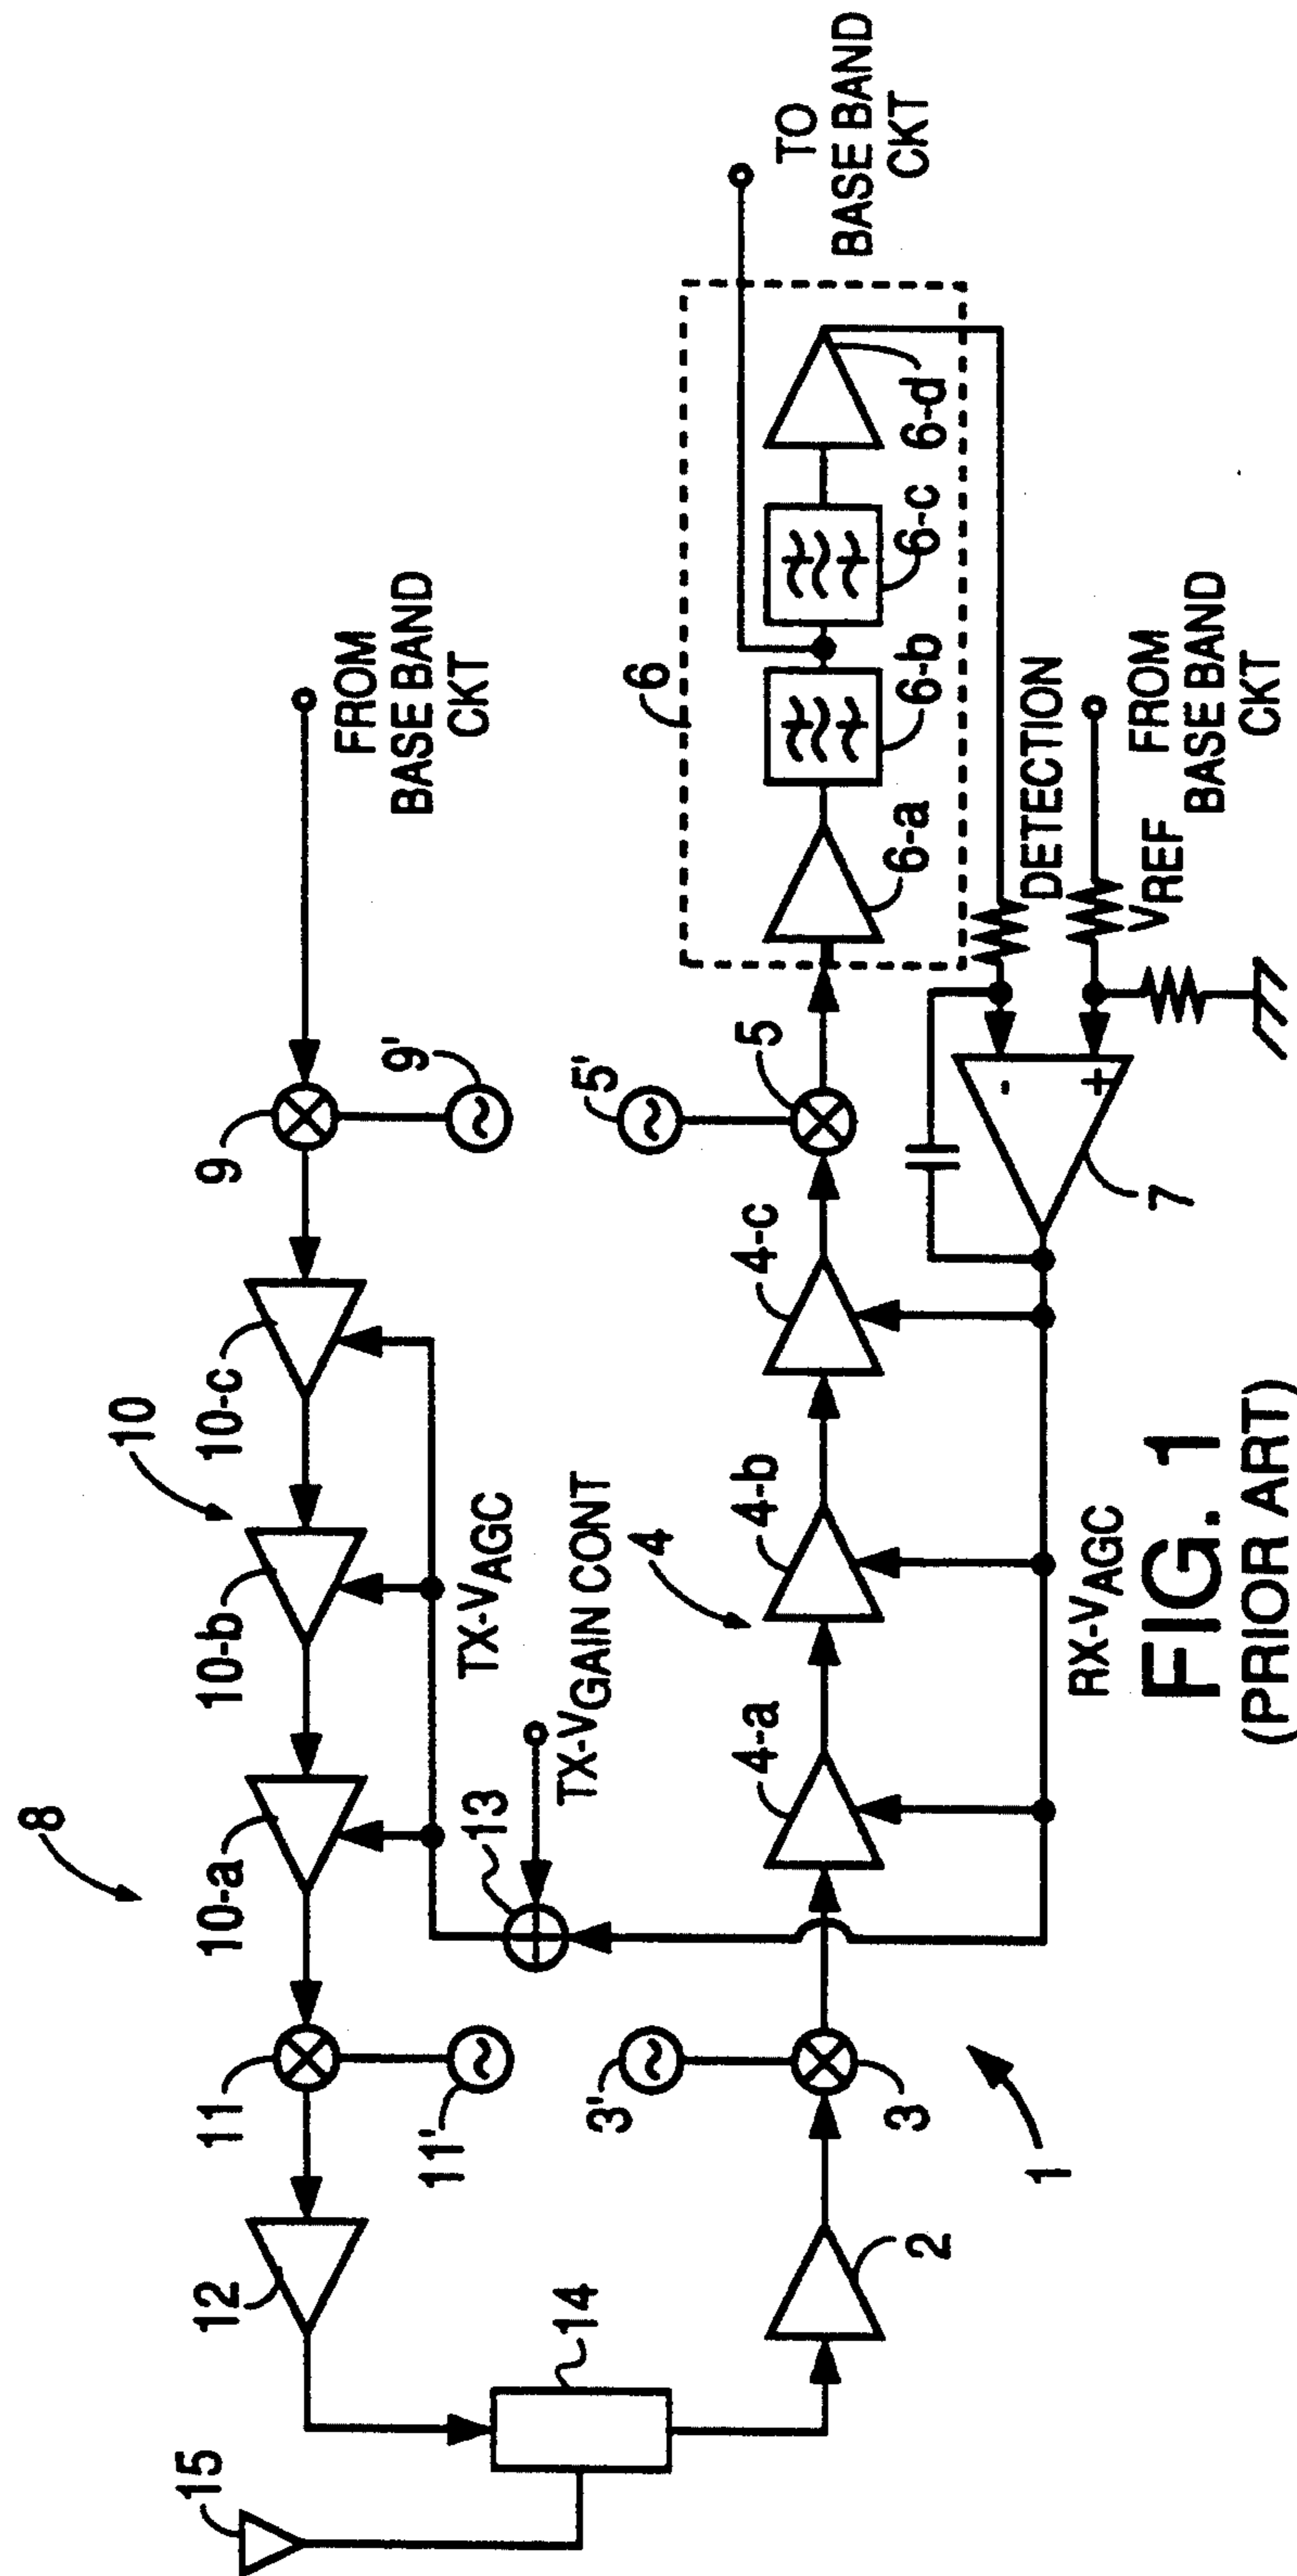 8
10
11
12
10-a
10-b
10-c
9
FROM
BASE BAND
CKT
11'
9'
TX-VAGC
13
TX-VGAIN CONT
15
14
3'
5'
6
TO
BASE BAND
CKT
4
4-a
4-b
4-c
5
2
3
6-a
6-b
6-c
6-d
1
-
+
7
DETECTION
VREF
FROM
BASE BAND
CKT
RX-VAGC
FIG. 1
(PRIOR ART)